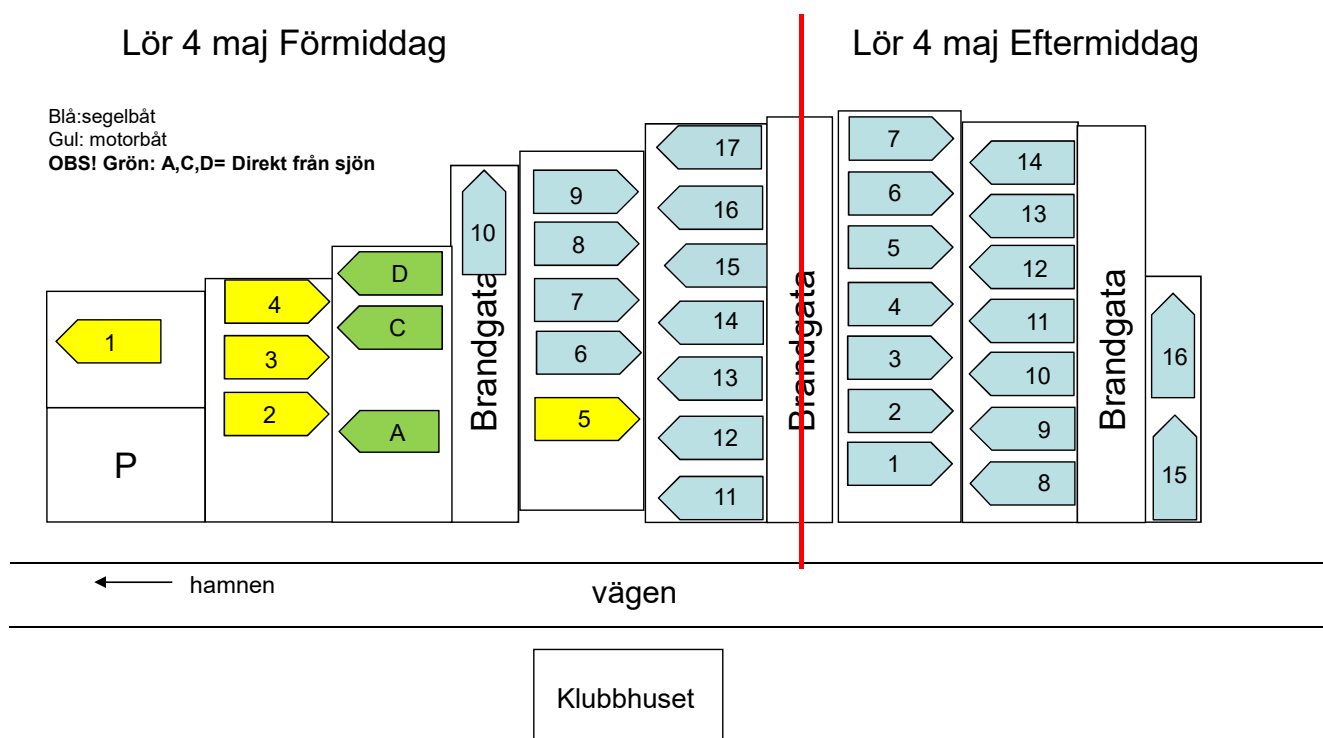 Lör 4 maj Förmiddag
Lör 4 maj Eftermiddag
Blå:segelbåt
Gul: motorbåt
OBS! Grön: A,C,D= Direkt från sjön
1
P
4
3
2
D
C
A
10
Brandgata
9
8
7
6
5
17
16
15
14
13
12
11
Brandgata
7
6
5
4
3
2
1
14
13
12
11
10
9
8
Brandgata
16
15
hamnen
vägen
Klubbhuset